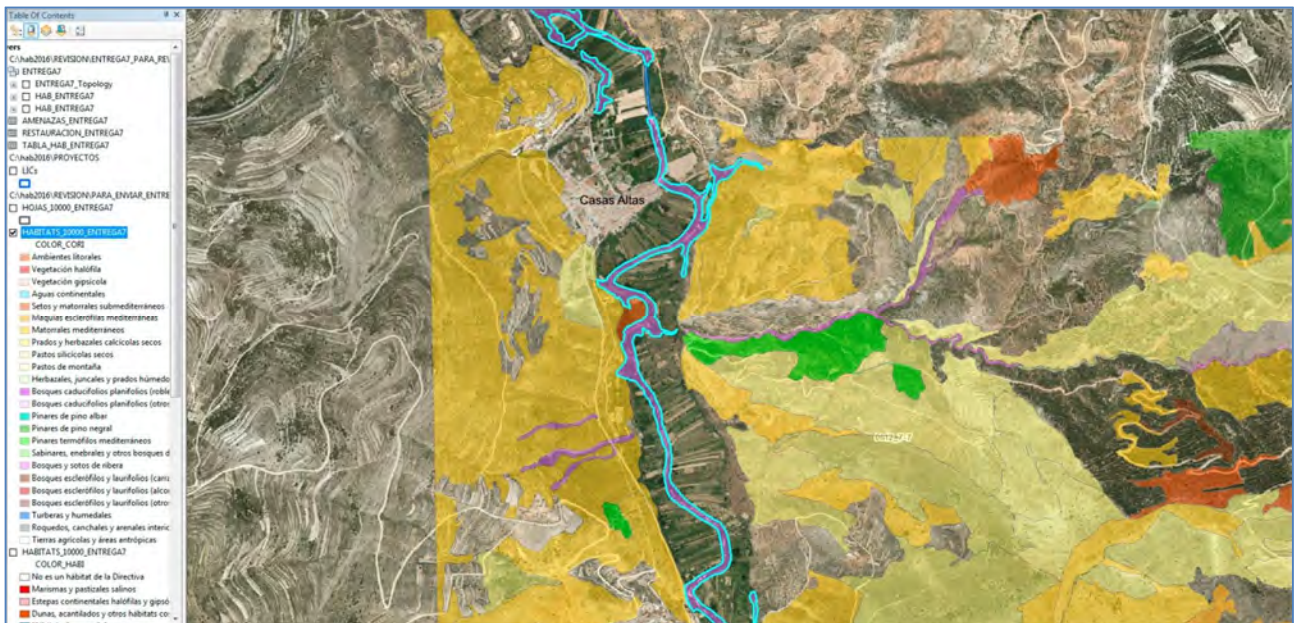 Table Of Contents
ers
C:\hab2016\REVISION\ENTREGA7_PARA_RE
ENTREGA7
ENTREGA7_Topology
HAB_ENTREGA7
HAB_ENTREGA7
AMENAZAS_ENTREGA7
RESTAURACION_ENTREGA7
TABLA_HAB_ENTREGA7
C:\hab2016\PROYECTOS
LICs
C:\hab2016\REVISION\PARA_ENVIAR_ENTRE
HOJAS_10000_ENTREGA7
HABITATS_10000_ENTREGA7
COLOR_CORI
Ambientes litorales
Vegetación halófila
Vegetación gipsícola
Aguas continentales
Setos y matorrales submediterráneos
Maquias esclerófilas mediterráneas
Matorrales mediterráneos
Prados y herbazales calcícolas secos
Pastos silicícolas secos
Pastos de montaña
Herbazales, juncales y prados húmedo
Bosques caducifolios planifolios (roble
Bosques caducifolios planifolios (otros
Pinares de pino albar
Pinares de pino negral
Pinares termófilos mediterráneos
Sabinares, enebrales y otros bosques d
Bosques y sotos de ribera
Bosques esclerófilos y laurifolios (carra
Bosques esclerófilos y laurifolios (alcor
Bosques esclerófilos y laurifolios (otro
Turberas y humedales
Roquedos, canchales y arenales interic
Tierras agrícolas y áreas antrópicas
HABITATS_10000_ENTREGA7
COLOR_HABI
No es un hábitat de la Directiva
Marismas y pastizales salinos
Estepas continentales halófilas y gipsó
Dunas, acantilados y otros hábitats co
Casas Altas